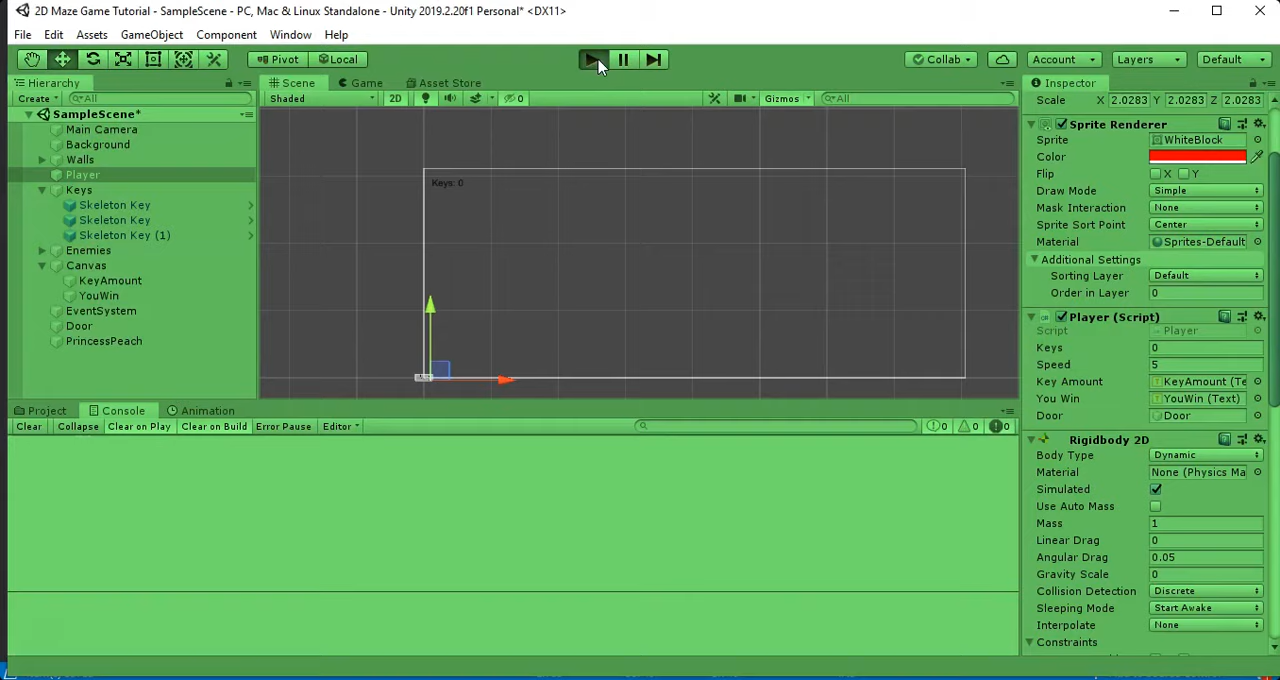 2D Maze Game Tutorial - SampleScene - PC, Mac & Linux Standalone - Unity 2019.2.20f1 Personal* <DX11>
File Edit Assets GameObject Component Window Help
Pivot Local Collab Account Layers Default
Hierarchy
Create All
SampleScene*
Main Camera
Background
Walls
Player
Keys
Skeleton Key
Skeleton Key
Skeleton Key (1)
Enemies
Canvas
KeyAmount
YouWin
EventSystem
Door
PrincessPeach
Scene Game Asset Store
Shaded 2D 0 Gizmos All
Keys: 0
Inspector
Scale X 2.0283 Y 2.0283 Z 2.0283
Sprite Renderer
Sprite WhiteBlock
Color
Flip X Y
Draw Mode Simple
Mask Interaction None
Sprite Sort Point Center
Material Sprites-Default
Additional Settings
Sorting Layer Default
Order in Layer 0
Player (Script)
Script Player
Keys 0
Speed 5
Key Amount KeyAmount (Te
You Win YouWin (Text)
Door Door
Rigidbody 2D
Body Type Dynamic
Material None (Physics Ma
Simulated
Use Auto Mass
Mass 1
Linear Drag 0
Angular Drag 0.05
Gravity Scale 0
Collision Detection Discrete
Sleeping Mode Start Awake
Interpolate None
Constraints
Project Console Animation
Clear Collapse Clear on Play Clear on Build Error Pause Editor 0 0 0